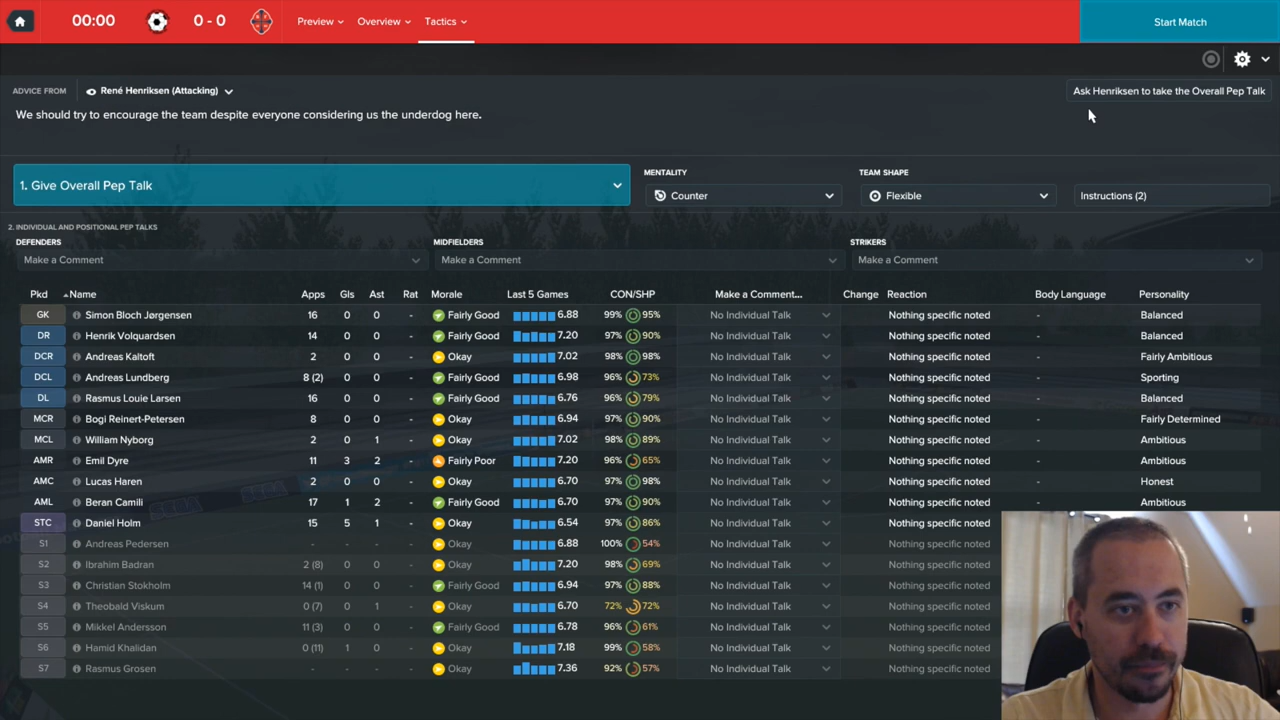 00:00 0 - 0 Preview Overview Tactics Start Match
ADVICE FROM René Henriksen (Attacking) Ask Henriksen to take the Overall Pep Talk
We should try to encourage the team despite everyone considering us the underdog here.
MENTALITY TEAM SHAPE
1. Give Overall Pep Talk Counter Flexible Instructions (2)
2. INDIVIDUAL AND POSITIONAL PEP TALKS
DEFENDERS MIDFIELDERS STRIKERS
Make a Comment Make a Comment Make a Comment
Pkd Name Apps Gls Ast Rat Morale Last 5 Games CON/SHP Make a Comment... Change Reaction Body Language Personality
GK Simon Bloch Jørgensen 16 0 0 - Fairly Good 6.88 99% 95% No Individual Talk Nothing specific noted - Balanced
DR Henrik Volquardsen 14 0 0 - Fairly Good 7.20 97% 90% No Individual Talk Nothing specific noted - Balanced
DCR Andreas Kaltoft 2 0 0 - Okay 7.02 98% 98% No Individual Talk Nothing specific noted - Fairly Ambitious
DCL Andreas Lundberg 8 (2) 0 0 - Fairly Good 6.98 96% 73% No Individual Talk Nothing specific noted - Sporting
DL Rasmus Louie Larsen 16 0 0 - Fairly Good 6.76 96% 79% No Individual Talk Nothing specific noted - Balanced
MCR Bogi Reinert-Petersen 8 0 0 - Okay 6.94 97% 90% No Individual Talk Nothing specific noted - Fairly Determined
MCL William Nyborg 2 0 1 - Okay 7.02 98% 89% No Individual Talk Nothing specific noted - Ambitious
AMR Emil Dyre 11 3 2 - Fairly Poor 7.20 96% 65% No Individual Talk Nothing specific noted - Ambitious
AMC Lucas Haren 2 0 0 - Okay 6.70 97% 98% No Individual Talk Nothing specific noted - Honest
AML Beran Camili 17 1 2 - Fairly Good 6.70 97% 90% No Individual Talk Nothing specific noted - Ambitious
STC Daniel Holm 15 5 1 - Okay 6.54 97% 86% No Individual Talk Nothing specific noted
S1 Andreas Pedersen - - - - Okay 6.88 100% 54% No Individual Talk Nothing specific noted
S2 Ibrahim Badran 2 (8) 0 0 - Okay 7.20 98% 69% No Individual Talk Nothing specific noted
S3 Christian Stokholm 14 (1) 0 0 - Fairly Good 6.94 97% 88% No Individual Talk Nothing specific noted
S4 Theobald Viskum 0 (7) 0 1 - Okay 6.70 72% 72% No Individual Talk Nothing specific noted
S5 Mikkel Andersson 11 (3) 0 0 - Fairly Good 6.78 96% 61% No Individual Talk Nothing specific noted
S6 Hamid Khalidan 0 (11) 1 0 - Okay 7.18 99% 58% No Individual Talk Nothing specific noted
S7 Rasmus Grosen - - - - Okay 7.36 92% 57% No Individual Talk Nothing specific noted